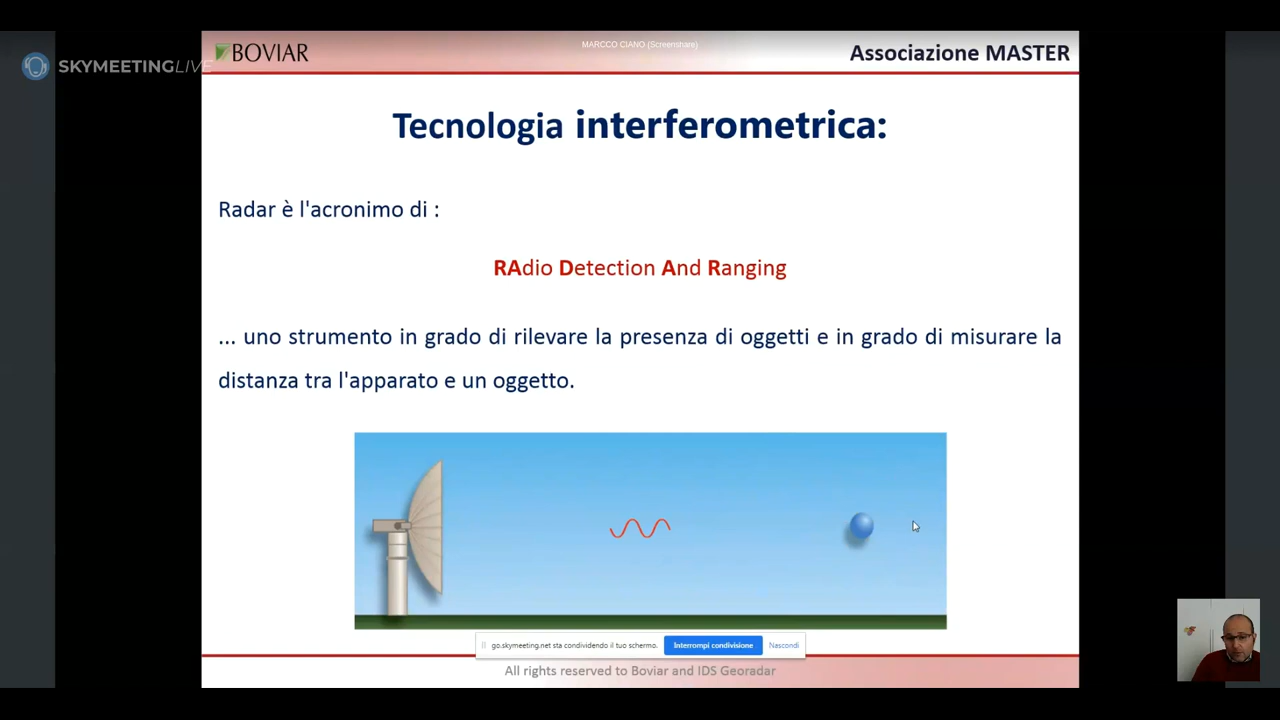 MARCCO CIANO (Screenshare)
SKYMEETINGLIVE
BOVIAR
Associazione MASTER
Tecnologia interferometrica:
Radar è l'acronimo di :
RAdio Detection And Ranging
... uno strumento in grado di rilevare la presenza di oggetti e in grado di misurare la
distanza tra l'apparato e un oggetto.
go.skymeeting.net sta condividendo il tuo schermo. Interrompi condivisione Nascondi
All rights reserved to Boviar and IDS Georadar